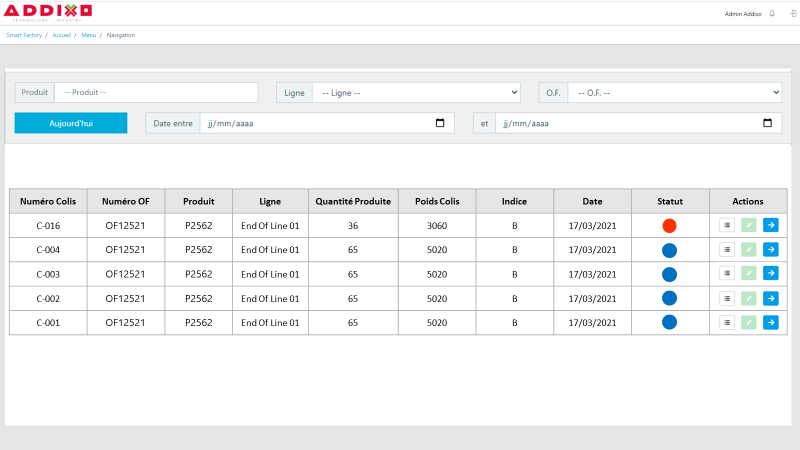 ADDIXO
TECHNOLOGY · INDUSTRY
Admin Addixo
Smart Factory / Accueil / Menu / Navigation
Produit -- Produit -- Ligne -- Ligne -- O.F. -- O.F. --
Aujourd'hui Date entre jj/mm/aaaa et jj/mm/aaaa
Numéro Colis Numéro OF Produit Ligne Quantité Produite Poids Colis Indice Date Statut Actions
C-016 OF12521 P2562 End Of Line 01 36 3060 B 17/03/2021
C-004 OF12521 P2562 End Of Line 01 65 5020 B 17/03/2021
C-003 OF12521 P2562 End Of Line 01 65 5020 B 17/03/2021
C-002 OF12521 P2562 End Of Line 01 65 5020 B 17/03/2021
C-001 OF12521 P2562 End Of Line 01 65 5020 B 17/03/2021